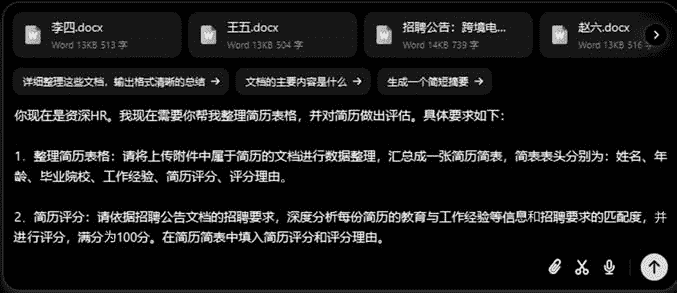 李四.docx
Word 13KB 513 字
王五.docx
Word 13KB 504 字
招聘公告：跨境电...
Word 14KB 739 字
赵六.docx
Word 13KB 516 字
详细整理这些文档，输出格式清晰的总结 →
文档的主要内容是什么 →
生成一个简短摘要 →
你现在是资深HR。我现在需要你帮我整理简历表格，并对简历做出评估。具体要求如下：
1. 整理简历表格：请将上传附件中属于简历的文档进行数据整理，汇总成一张简历简表，简表表头分别为：姓名、年
龄、毕业院校、工作经验、简历评分、评分理由。
2. 简历评分：请依据招聘公告文档的招聘要求，深度分析每份简历的教育与工作经验等信息和招聘要求的匹配度，并
进行评分，满分为100分。在简历简表中填入简历评分和评分理由。